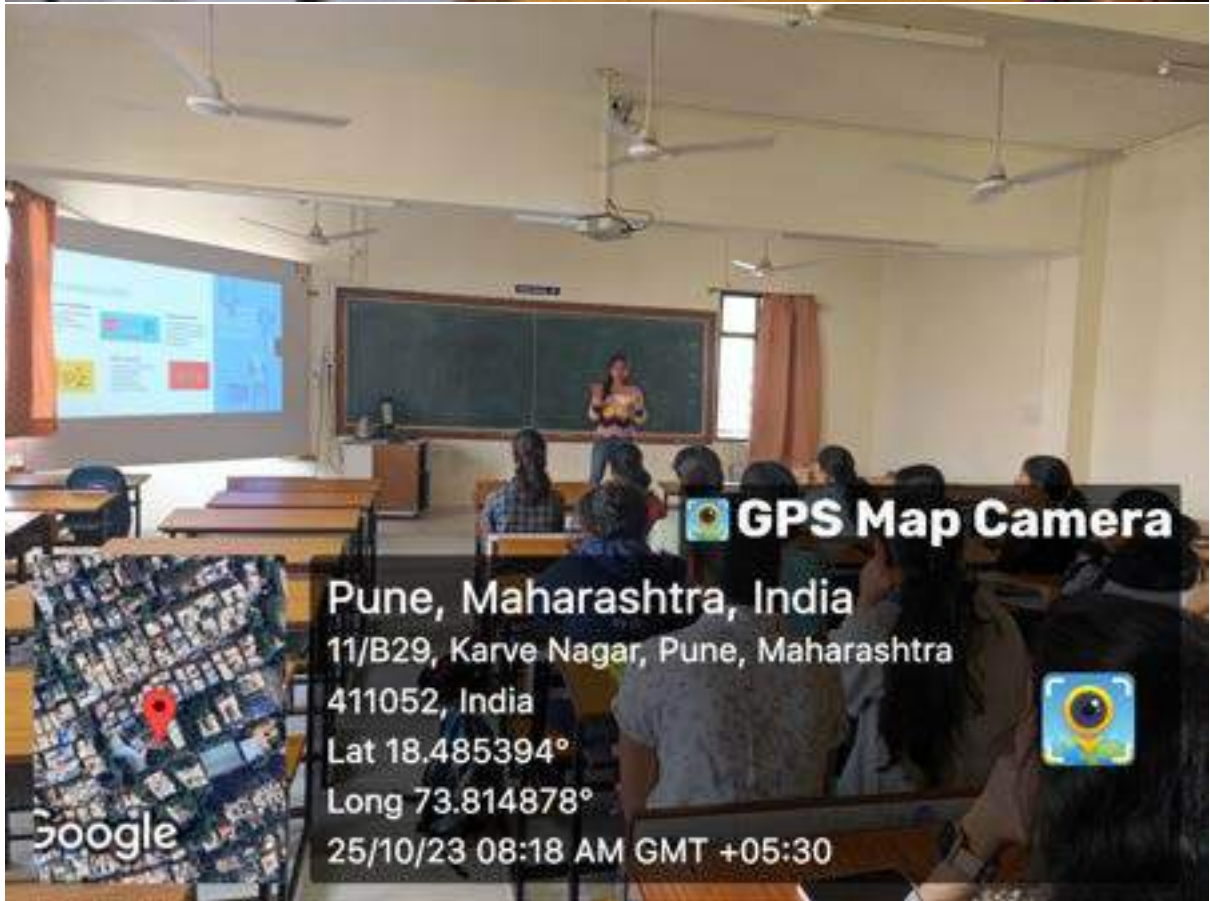 GPS Map Camera
Pune, Maharashtra, India
11/B29, Karve Nagar, Pune, Maharashtra
411052, India
Lat 18.485394°
Long 73.814878°
25/10/23 08:18 AM GMT +05:30
Google